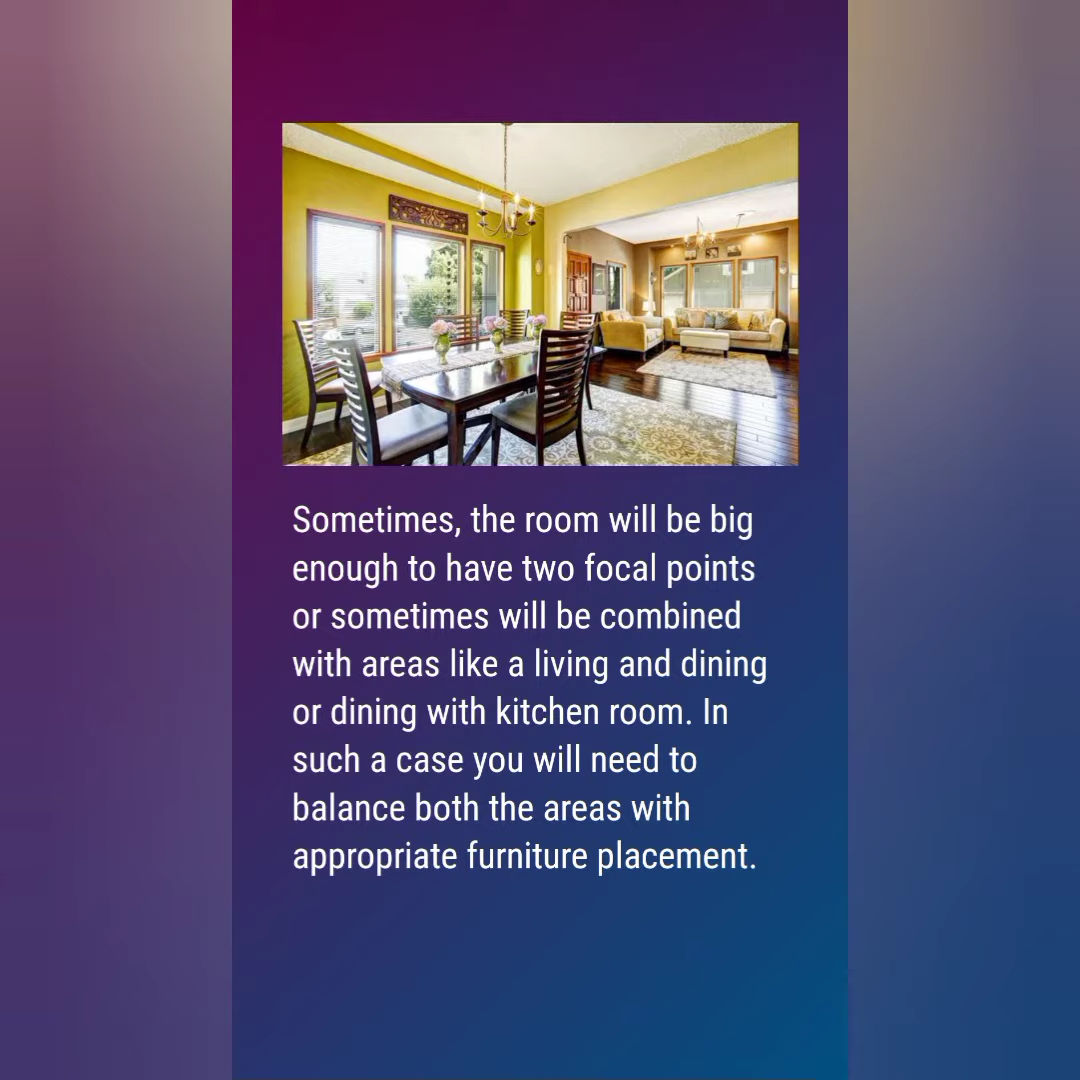 Sometimes, the room will be big
enough to have two focal points
or sometimes will be combined
with areas like a living and dining
or dining with kitchen room. In
such a case you will need to
balance both the areas with
appropriate furniture placement.